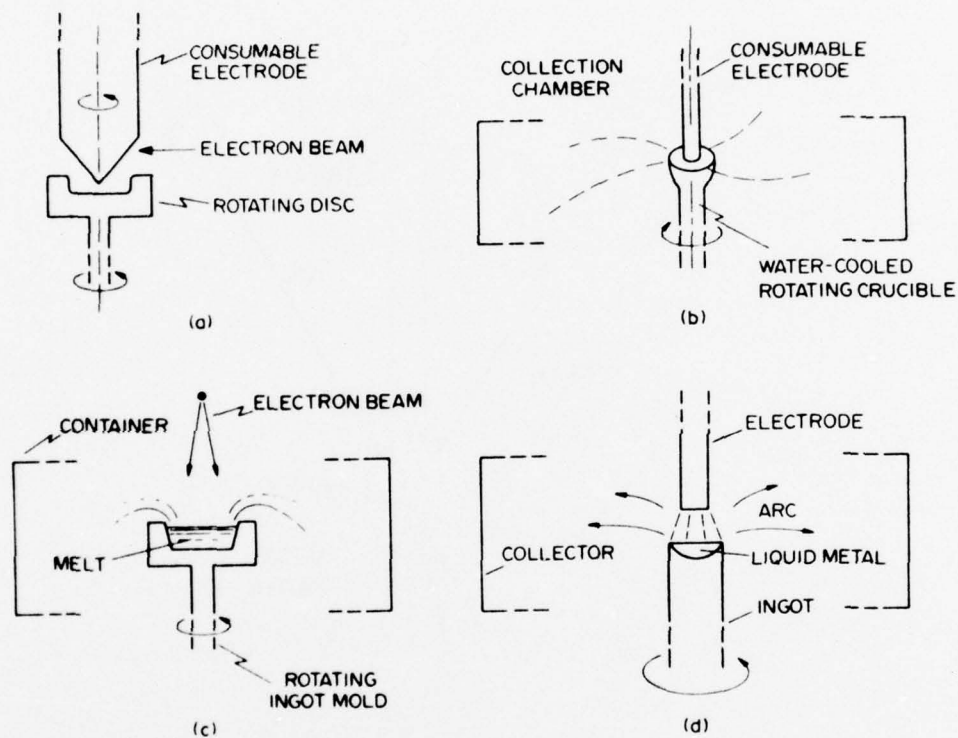 CONSUMABLE
ELECTRODE
ELECTRON BEAM
ROTATING DISC
(a)
COLLECTION
CHAMBER
CONSUMABLE
ELECTRODE
WATER-COOLED
ROTATING CRUCIBLE
(b)
CONTAINER
ELECTRON BEAM
MELT
ROTATING
INGOT MOLD
(c)
ELECTRODE
ARC
COLLECTOR
LIQUID METAL
INGOT
(d)